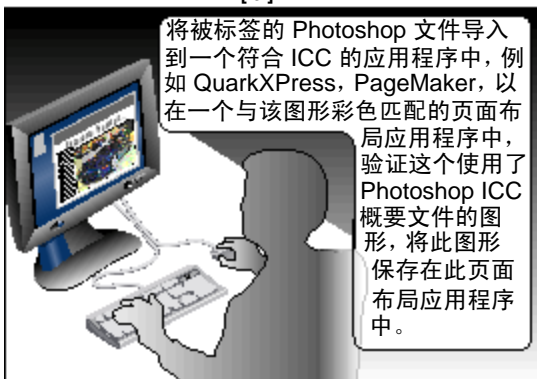 将被标签的 Photoshop 文件导入
到一个符合 ICC 的应用程序中，例
如 QuarkXPress，PageMaker，以
在一个与该图形彩色匹配的页面布
局应用程序中，
验证这个使用了
Photoshop ICC
概要文件的图
形，将此图形
保存在此页面
布局应用程序
中。